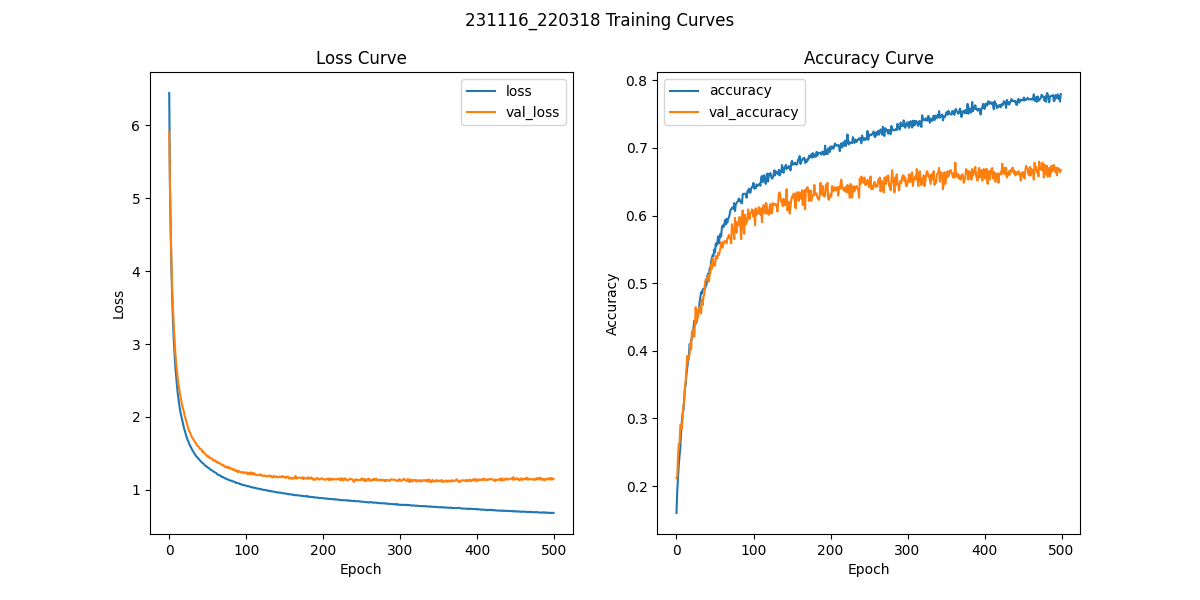 231116_220318 Training Curves
Loss Curve
loss
val_loss
6
5
4
3
2
1
Loss
0 100 200 300 400 500
Epoch
Accuracy Curve
accuracy
val_accuracy
0.8
0.7
0.6
0.5
0.4
0.3
0.2
Accuracy
0 100 200 300 400 500
Epoch